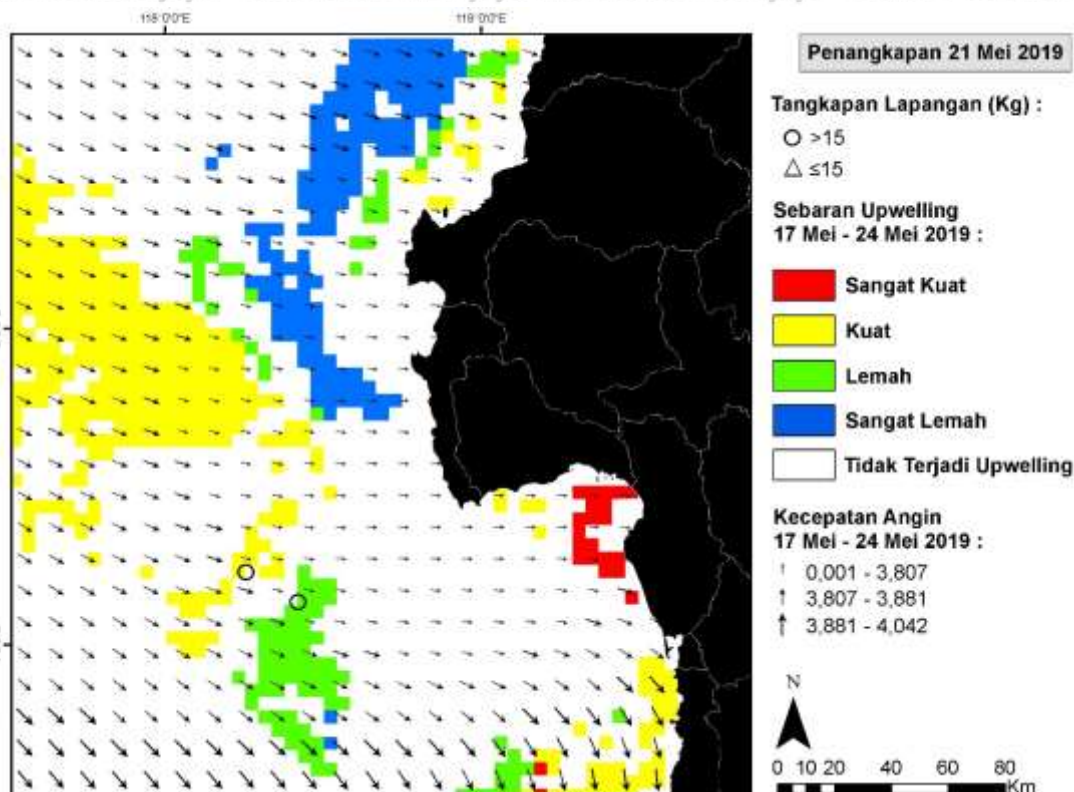 118°0'0"E
119°0'0"E
Penangkapan 21 Mei 2019
Tangkapan Lapangan (Kg) :
>15
≤15
Sebaran Upwelling
17 Mei - 24 Mei 2019 :
Sangat Kuat
Kuat
Lemah
Sangat Lemah
Tidak Terjadi Upwelling
Kecepatan Angin
17 Mei - 24 Mei 2019 :
0,001 - 3,807
3,807 - 3,881
3,881 - 4,042
N
0 10 20 40 60 80
Km